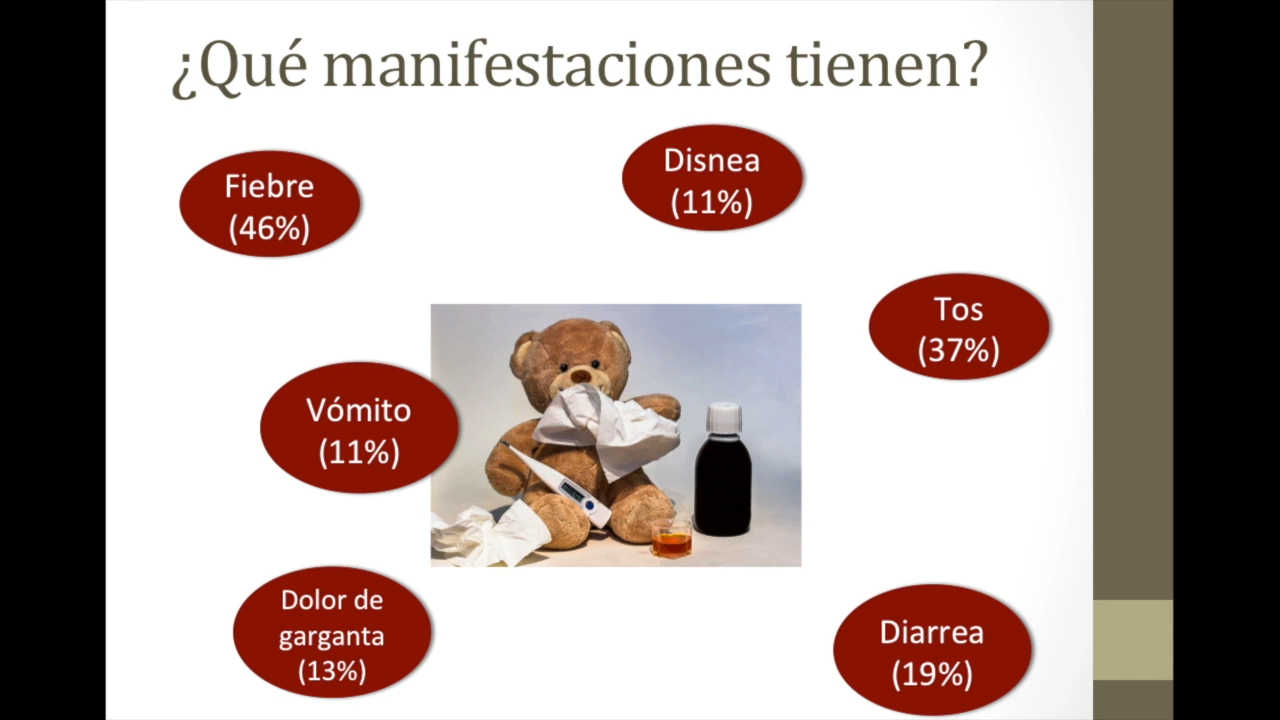 ¿Qué manifestaciones tienen?
Disnea
(11%)
Fiebre
(46%)
Tos
(37%)
Vómito
(11%)
Dolor de
garganta
(13%)
Diarrea
(19%)